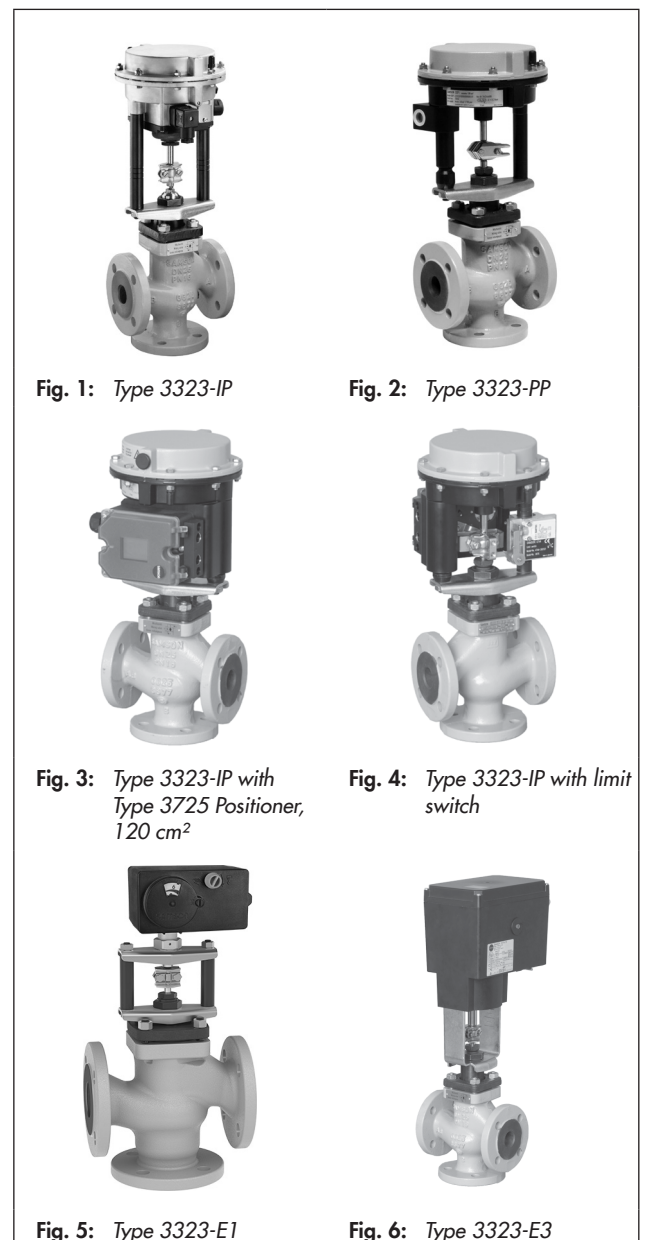 Fig. 1: Type 3323-IP
Fig. 2: Type 3323-PP
Fig. 3: Type 3323-IP with
Type 3725 Positioner,
120 cm²
Fig. 4: Type 3323-IP with limit
switch
Fig. 5: Type 3323-E1
Fig. 6: Type 3323-E3